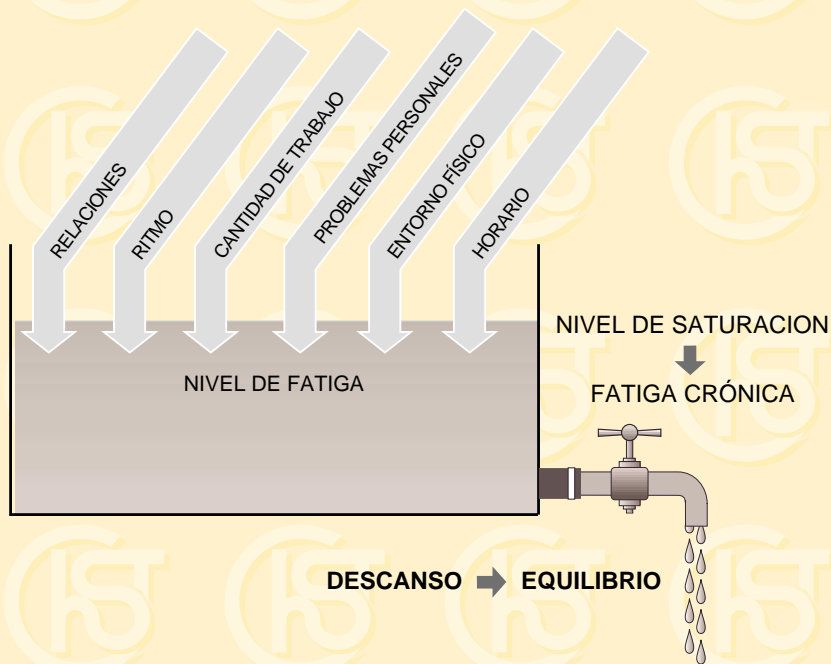 RELACIONES
RITMO
CANTIDAD DE TRABAJO
PROBLEMAS PERSONALES
ENTORNO FÍSICO
HORARIO
NIVEL DE SATURACION
NIVEL DE FATIGA
FATIGA CRÓNICA
DESCANSO
EQUILIBRIO